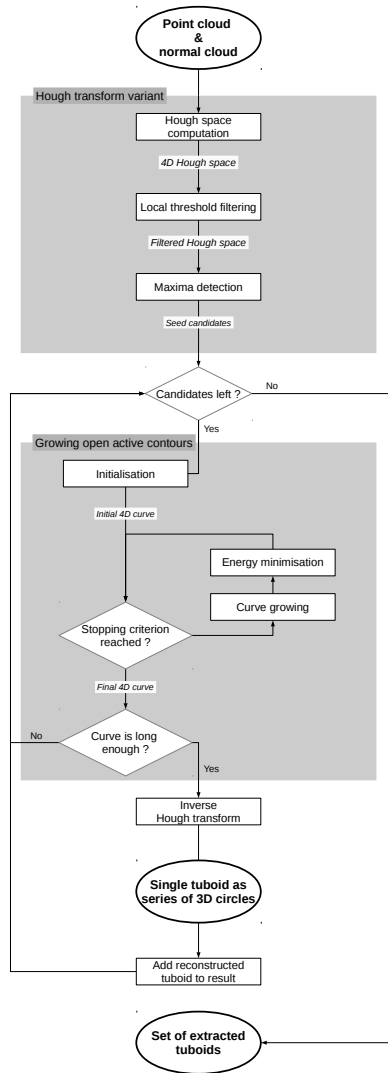 Point cloud
&
normal cloud
Hough transform variant
Hough space
computation
4D Hough space
Local threshold filtering
Filtered Hough space
Maxima detection
Seed candidates
Candidates left ?
No
Yes
Growing open active contours
Initialisation
Initial 4D curve
Energy minimisation
Curve growing
Stopping criterion
reached ?
Final 4D curve
No
Curve is long
enough ?
Yes
Inverse
Hough transform
Single tuboid as
series of 3D circles
Add reconstructed
tuboid to result
Set of extracted
tuboids